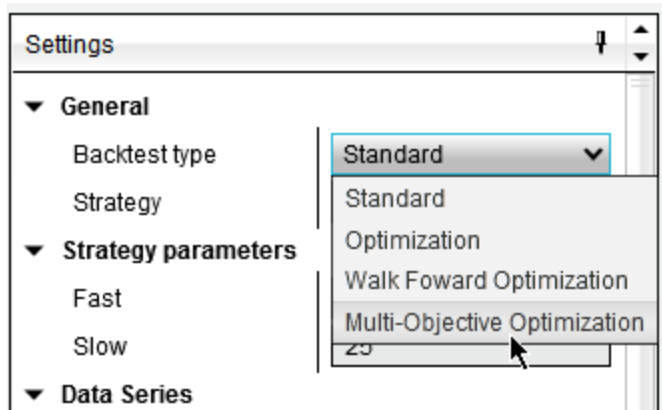 Settings
General
Backtest type
Standard
Standard
Strategy
Optimization
Strategy parameters
Walk Foward Optimization
Fast
Multi-Objective Optimization
Slow
25
Data Series